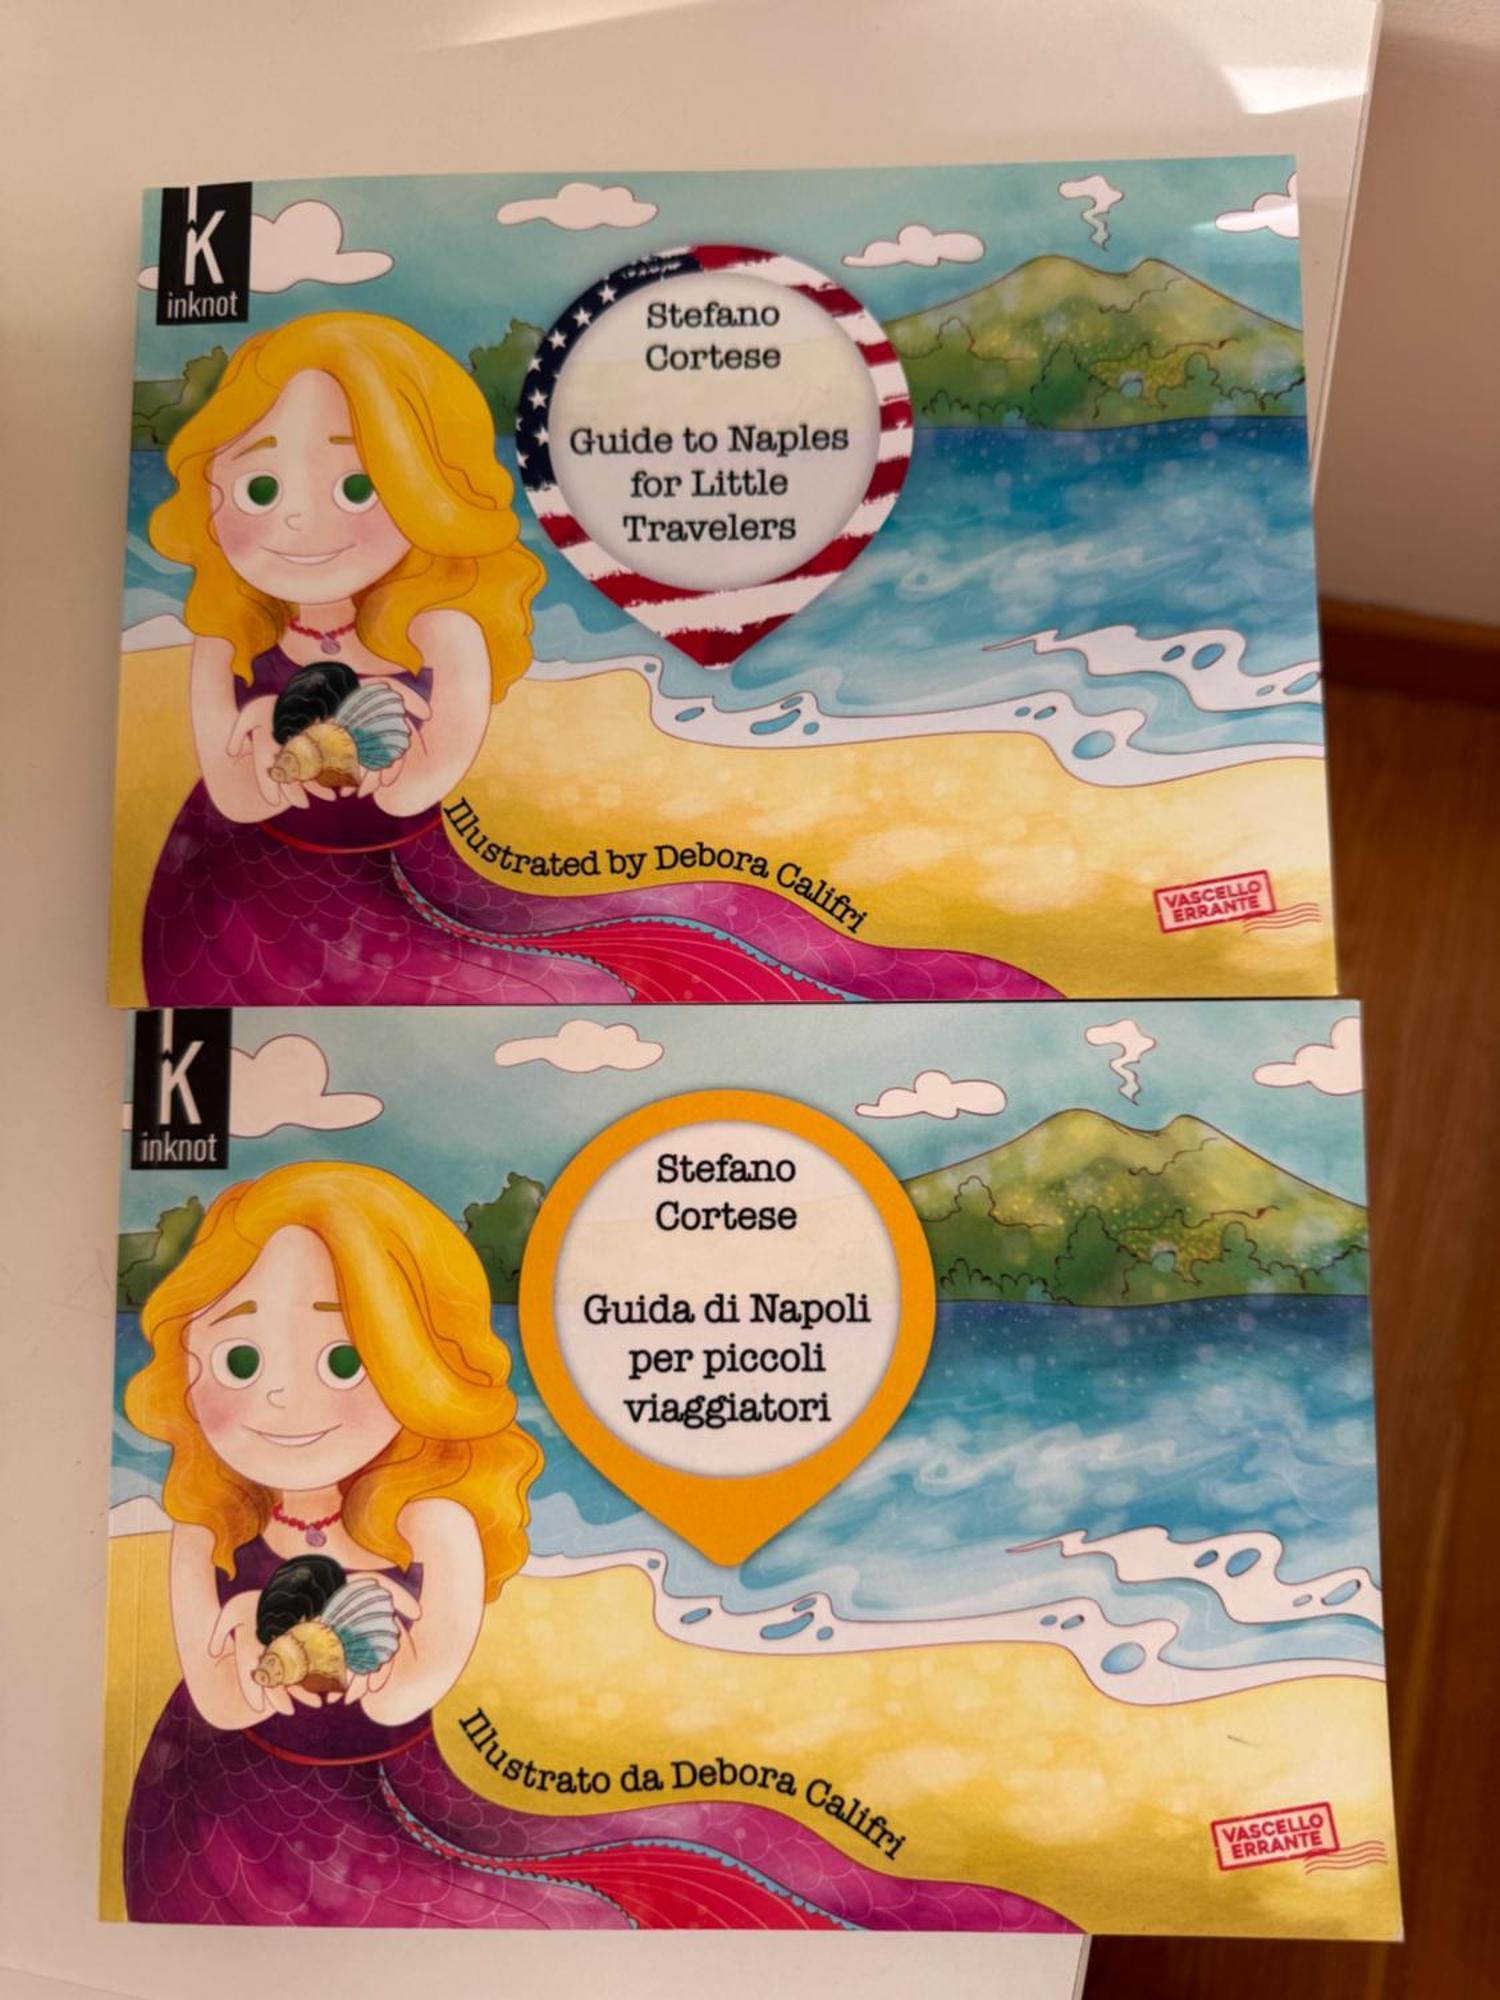 K
inknot
Stefano
Cortese
Guide to Naples
for Little
Travelers
Illustrated by Debora Califri
VASCELLO
ERRANTE
K
inknot
Stefano
Cortese
Guida di Napoli
per piccoli
viaggiatori
Illustrato da Debora Califri
VASCELLO
ERRANTE